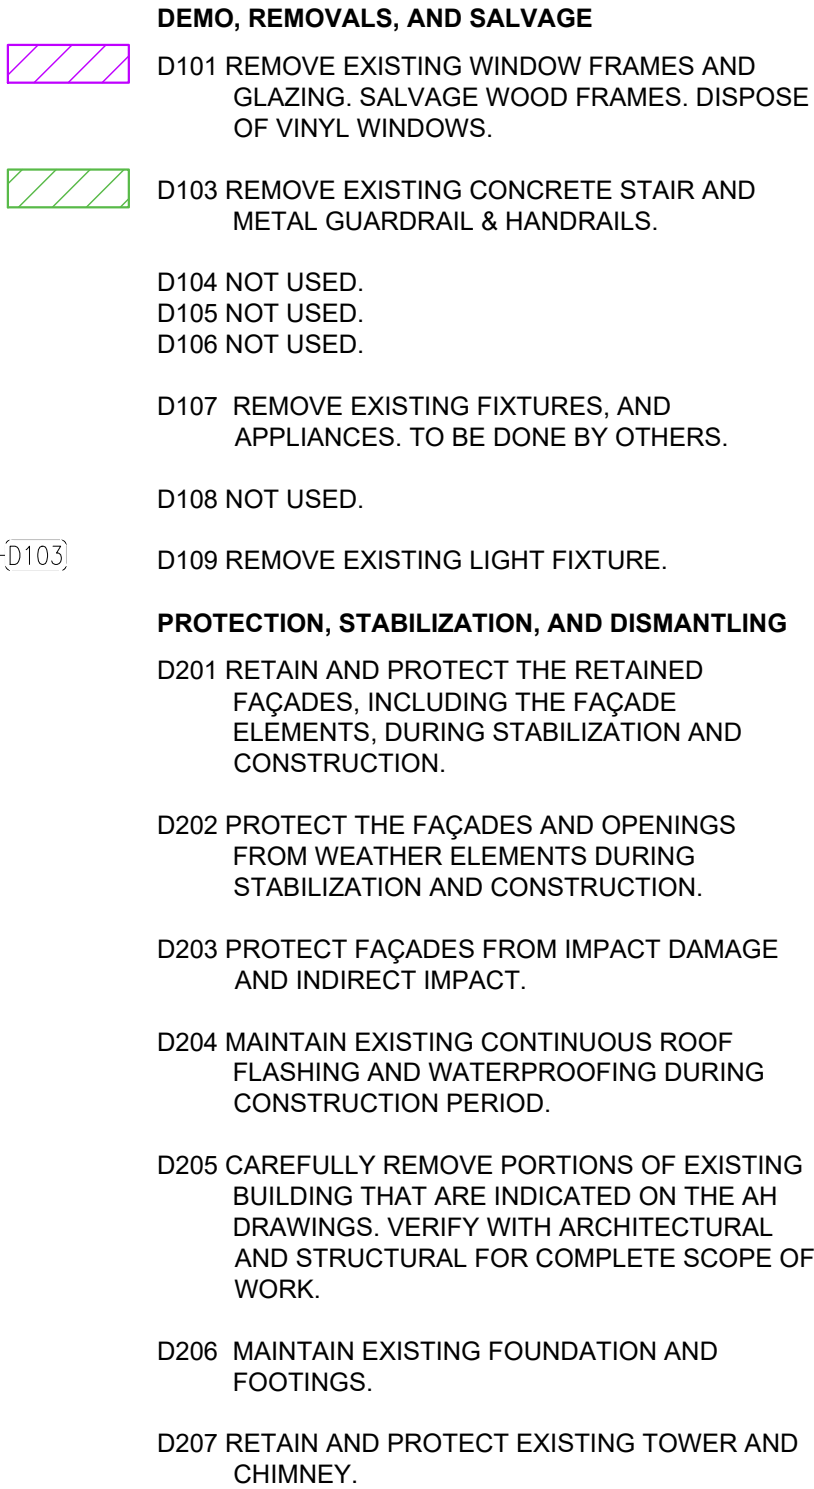 DEMO, REMOVALS, AND SALVAGE
D101 REMOVE EXISTING WINDOW FRAMES AND
GLAZING. SALVAGE WOOD FRAMES. DISPOSE
OF VINYL WINDOWS.
D103 REMOVE EXISTING CONCRETE STAIR AND
METAL GUARDRAIL & HANDRAILS.
D104 NOT USED.
D105 NOT USED.
D106 NOT USED.
D107 REMOVE EXISTING FIXTURES, AND
APPLIANCES. TO BE DONE BY OTHERS.
D108 NOT USED.
D103
D109 REMOVE EXISTING LIGHT FIXTURE.
PROTECTION, STABILIZATION, AND DISMANTLING
D201 RETAIN AND PROTECT THE RETAINED
FAÇADES, INCLUDING THE FAÇADE
ELEMENTS, DURING STABILIZATION AND
CONSTRUCTION.
D202 PROTECT THE FAÇADES AND OPENINGS
FROM WEATHER ELEMENTS DURING
STABILIZATION AND CONSTRUCTION.
D203 PROTECT FAÇADES FROM IMPACT DAMAGE
AND INDIRECT IMPACT.
D204 MAINTAIN EXISTING CONTINUOUS ROOF
FLASHING AND WATERPROOFING DURING
CONSTRUCTION PERIOD.
D205 CAREFULLY REMOVE PORTIONS OF EXISTING
BUILDING THAT ARE INDICATED ON THE AH
DRAWINGS. VERIFY WITH ARCHITECTURAL
AND STRUCTURAL FOR COMPLETE SCOPE OF
WORK.
D206 MAINTAIN EXISTING FOUNDATION AND
FOOTINGS.
D207 RETAIN AND PROTECT EXISTING TOWER AND
CHIMNEY.